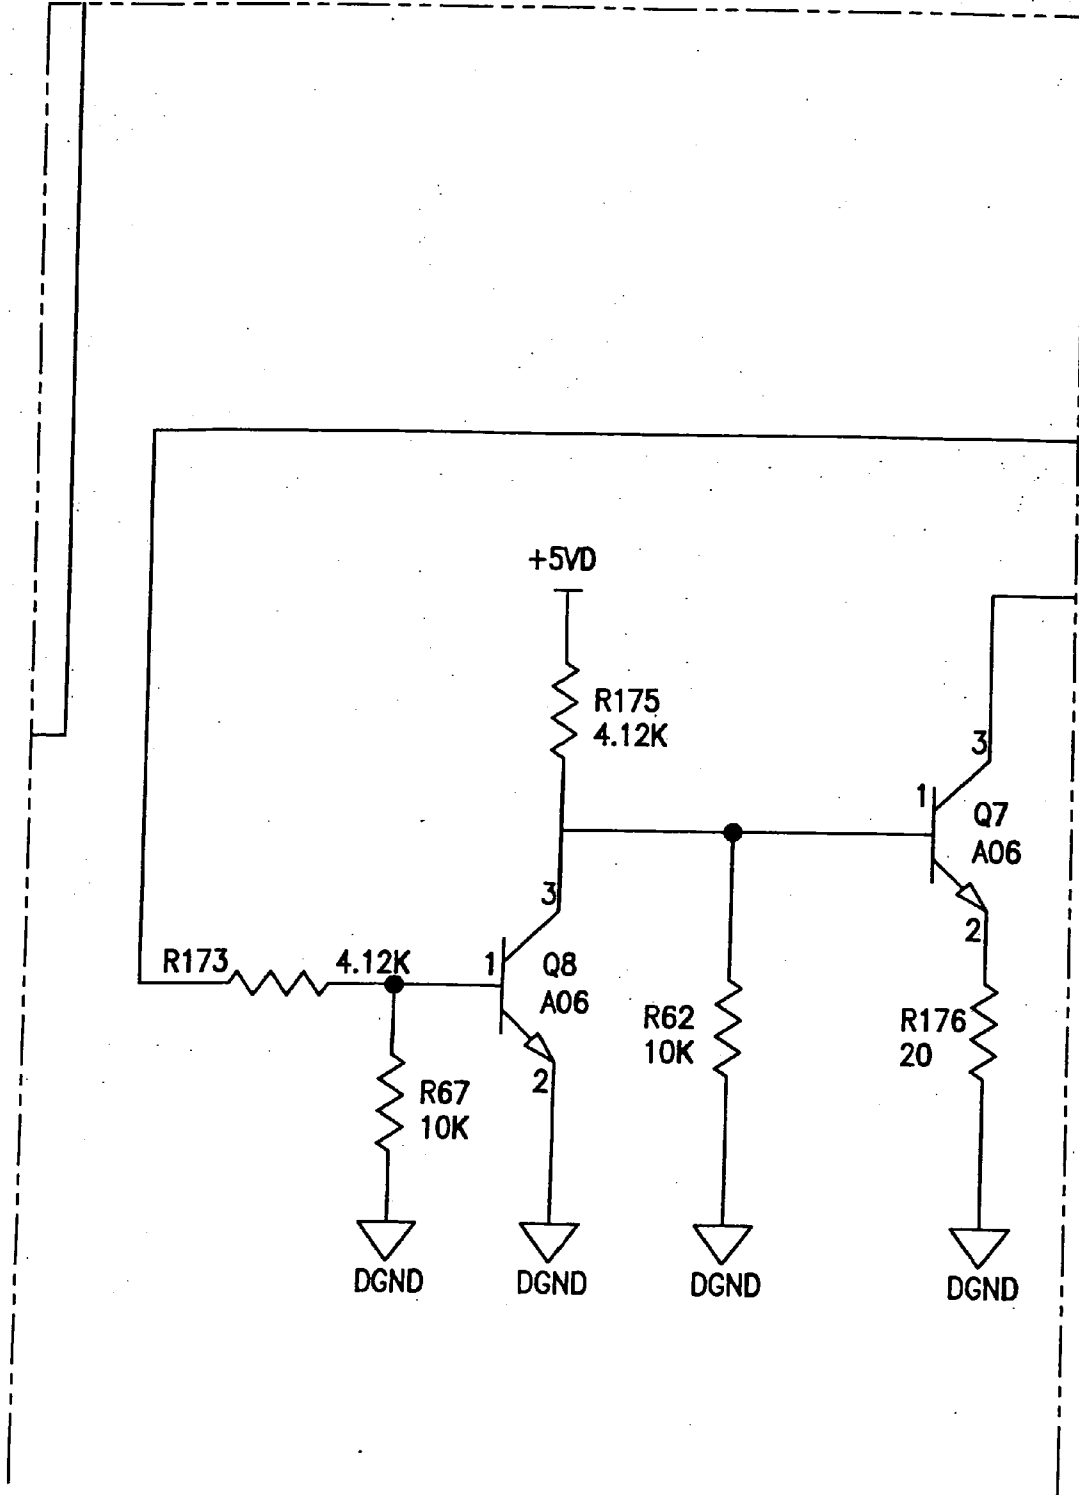 +5VD
R175
4.12K
3
1
Q7
A06
2
3
R173
4.12K
1
Q8
A06
2
R62
10K
R176
20
R67
10K
DGND
DGND
DGND
DGND